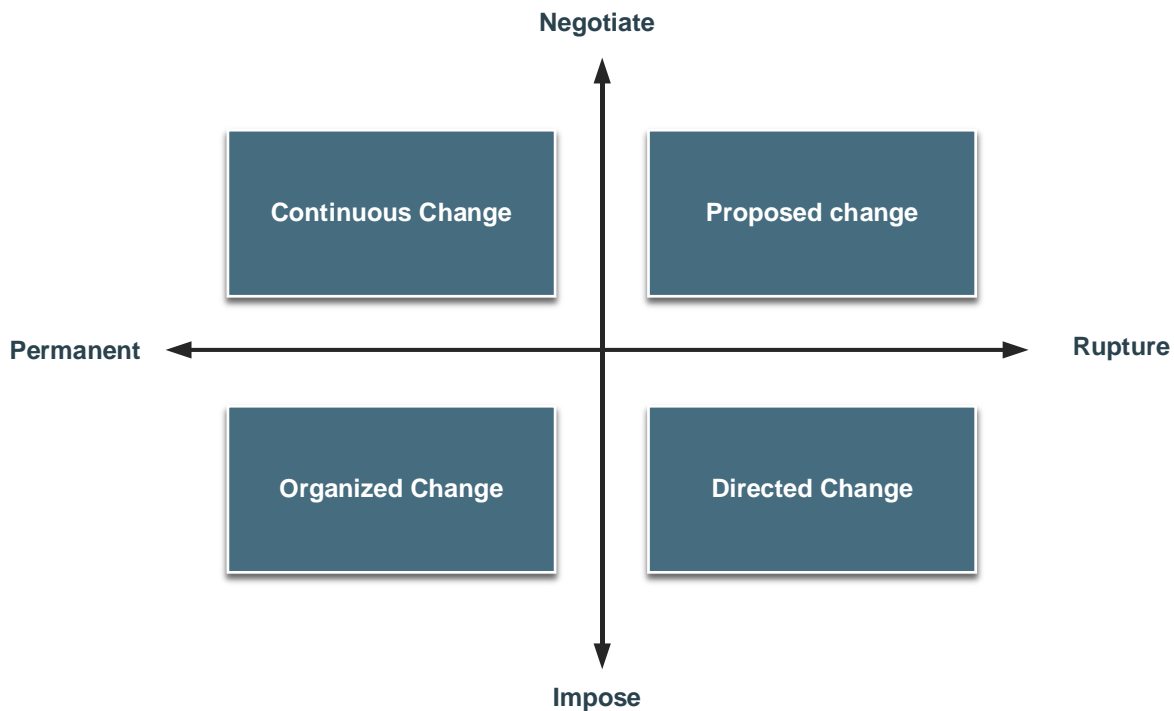 Negotiate
Continuous Change
Proposed change
Permanent
Rupture
Organized Change
Directed Change
Impose